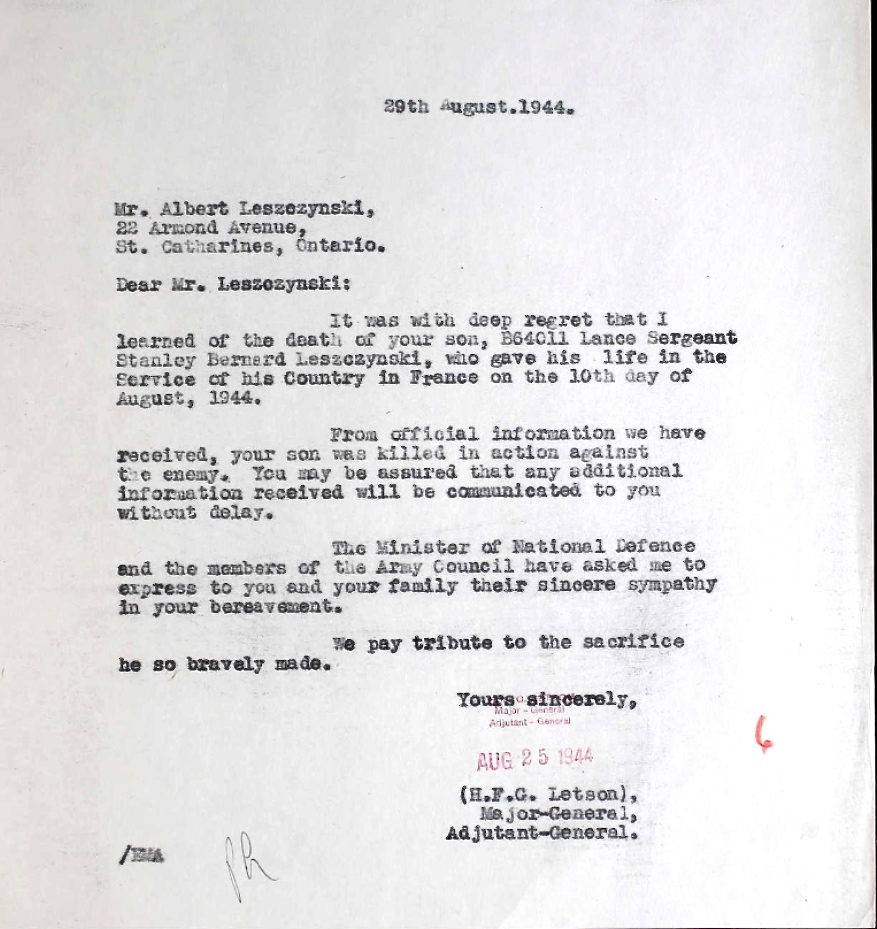 29th August.1944.
Mr. Albert Leszczynski,
22 Armond Avenue,
St. Catharines, Ontario.
Dear Mr. Leszczynski:
It was with deep regret that I
learned of the death of your son, B64011 Lance Sergeant
Stanley Bernard Leszczynski, who gave his life in the
Service of his Country in France on the 10th day of
August, 1944.
From official information we have
received, your son was killed in action against
the enemy. You may be assured that any additional
information received will be communicated to you
without delay.
The Minister of National Defence
and the members of the Army Council have asked me to
express to you and your family their sincere sympathy
in your bereavement.
We pay tribute to the sacrifice
he so bravely made.
Yours sincerely,
Major - General
Adjutant - General
AUG 25 1944
6
(H.F.G. Letson),
Major-General,
Adjutant-General.